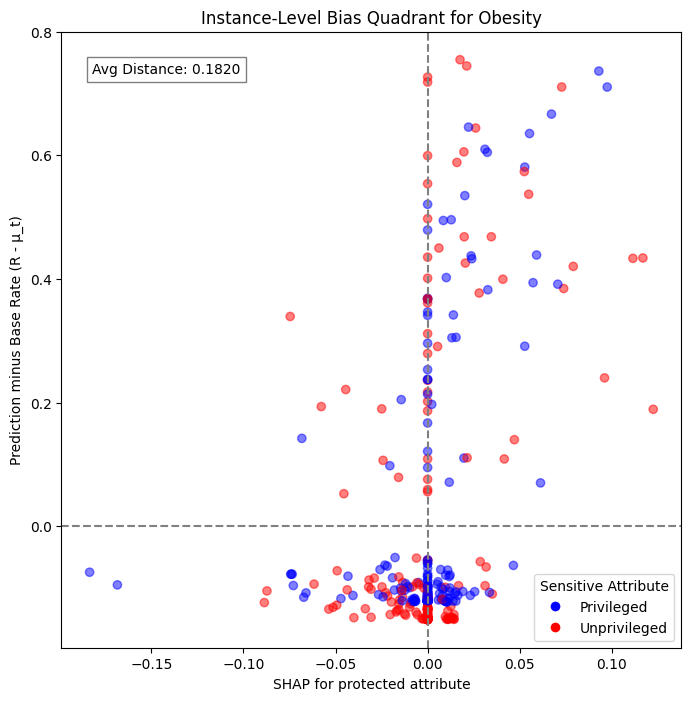 Instance-Level Bias Quadrant for Obesity
Avg Distance: 0.1820
Prediction minus Base Rate (R - μ_t)
0.8
0.6
0.4
0.2
0.0
Sensitive Attribute
Privileged
Unprivileged
−0.15
−0.10
−0.05
0.00
0.05
0.10
SHAP for protected attribute